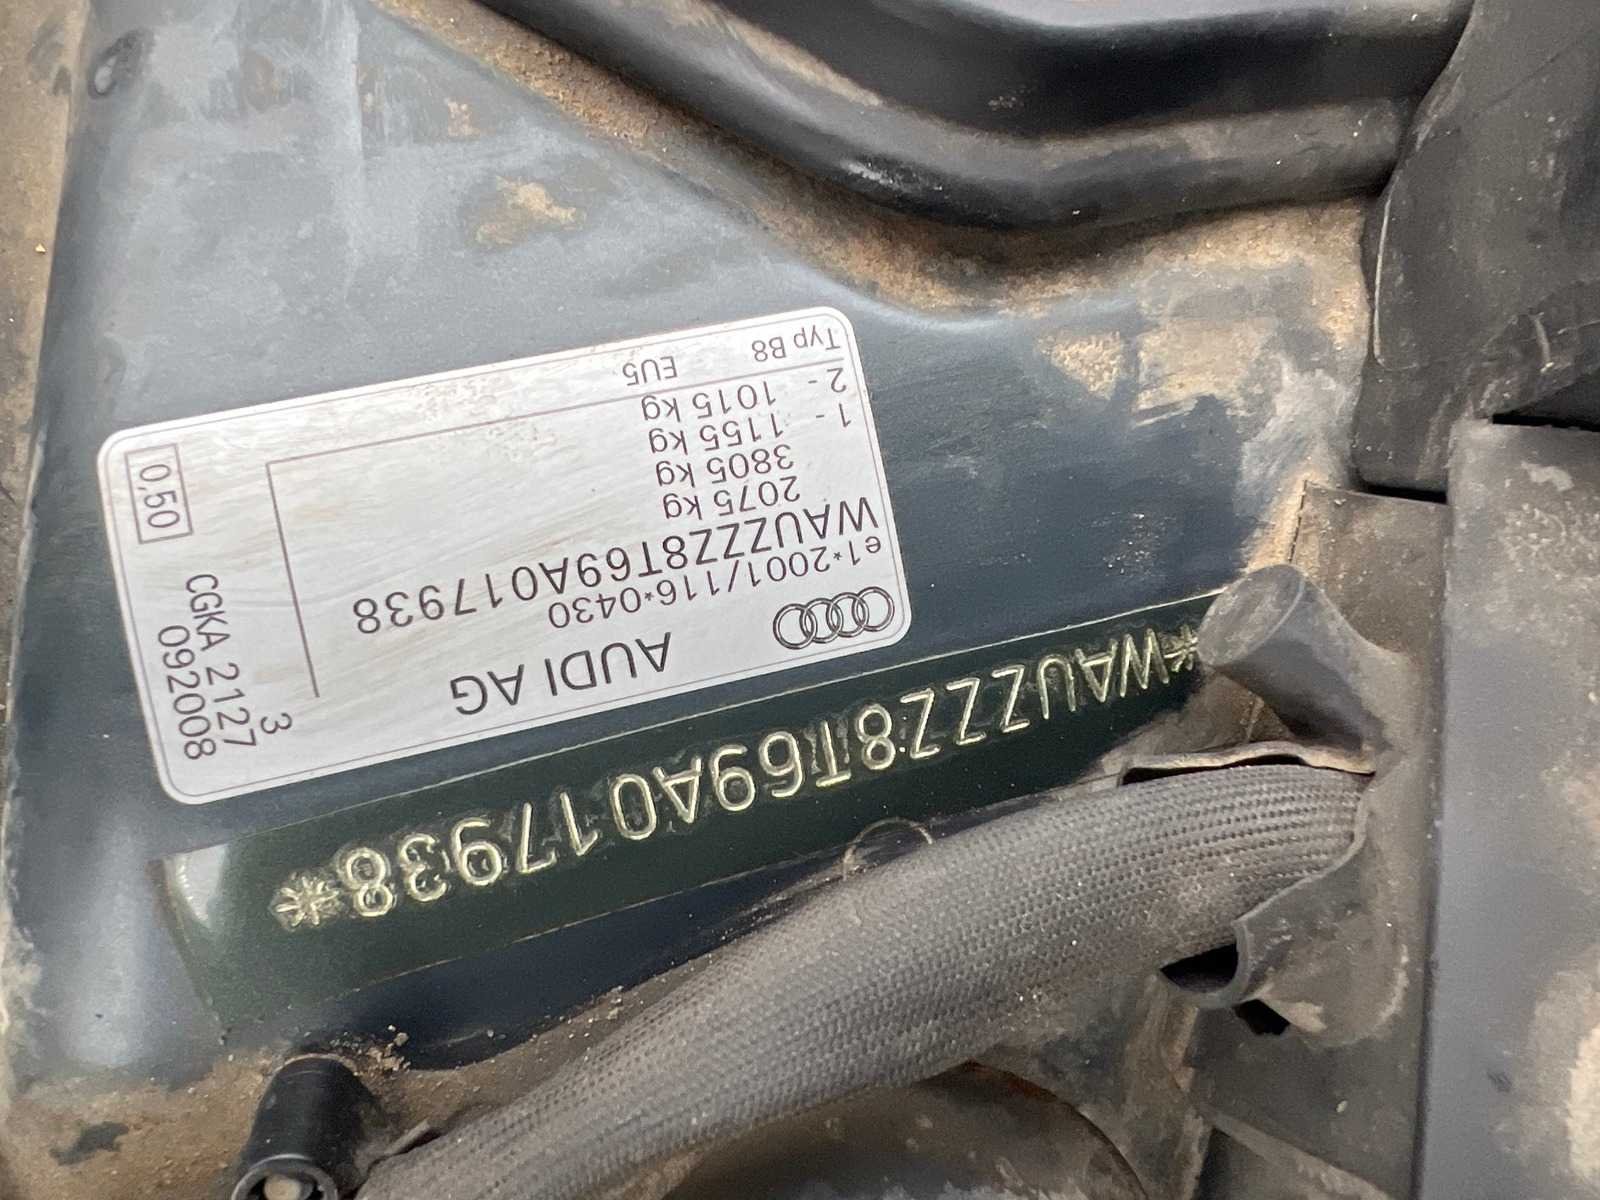 AUDI AG
e1*2001/116*0430
WAUZZZ8T69A017938
2075 kg
3805 kg
1 - 1155 kg
2 - 1015 kg
Typ B8 EU5
3
092008
CGKA 2127
0,50
*WAUZZZ8T69A017938*